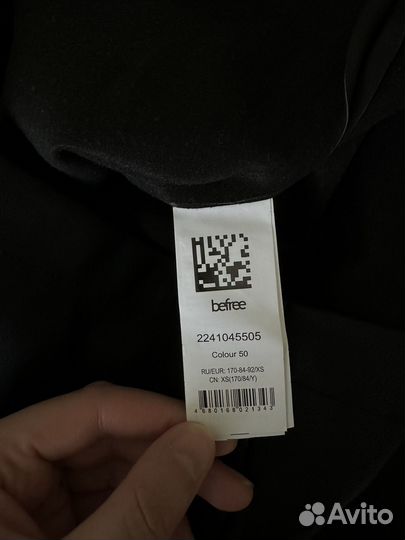 befree
2241045505
Colour 50
RU/EUR: 170-84-92/XS
CN: XS(170/84/Y)
4680168021343
Avito